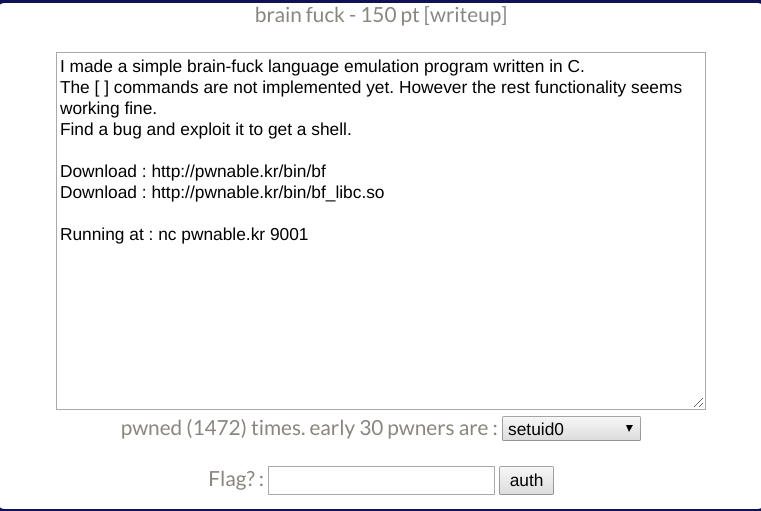 brain fuck - 150 pt [writeup]
I made a simple brain-fuck language emulation program written in C.
The [ ] commands are not implemented yet. However the rest functionality seems
working fine.
Find a bug and exploit it to get a shell.
Download : http://pwnable.kr/bin/bf
Download : http://pwnable.kr/bin/bf_libc.so
Running at : nc pwnable.kr 9001
pwned (1472) times. early 30 pwners are : setuid0
Flag? : auth